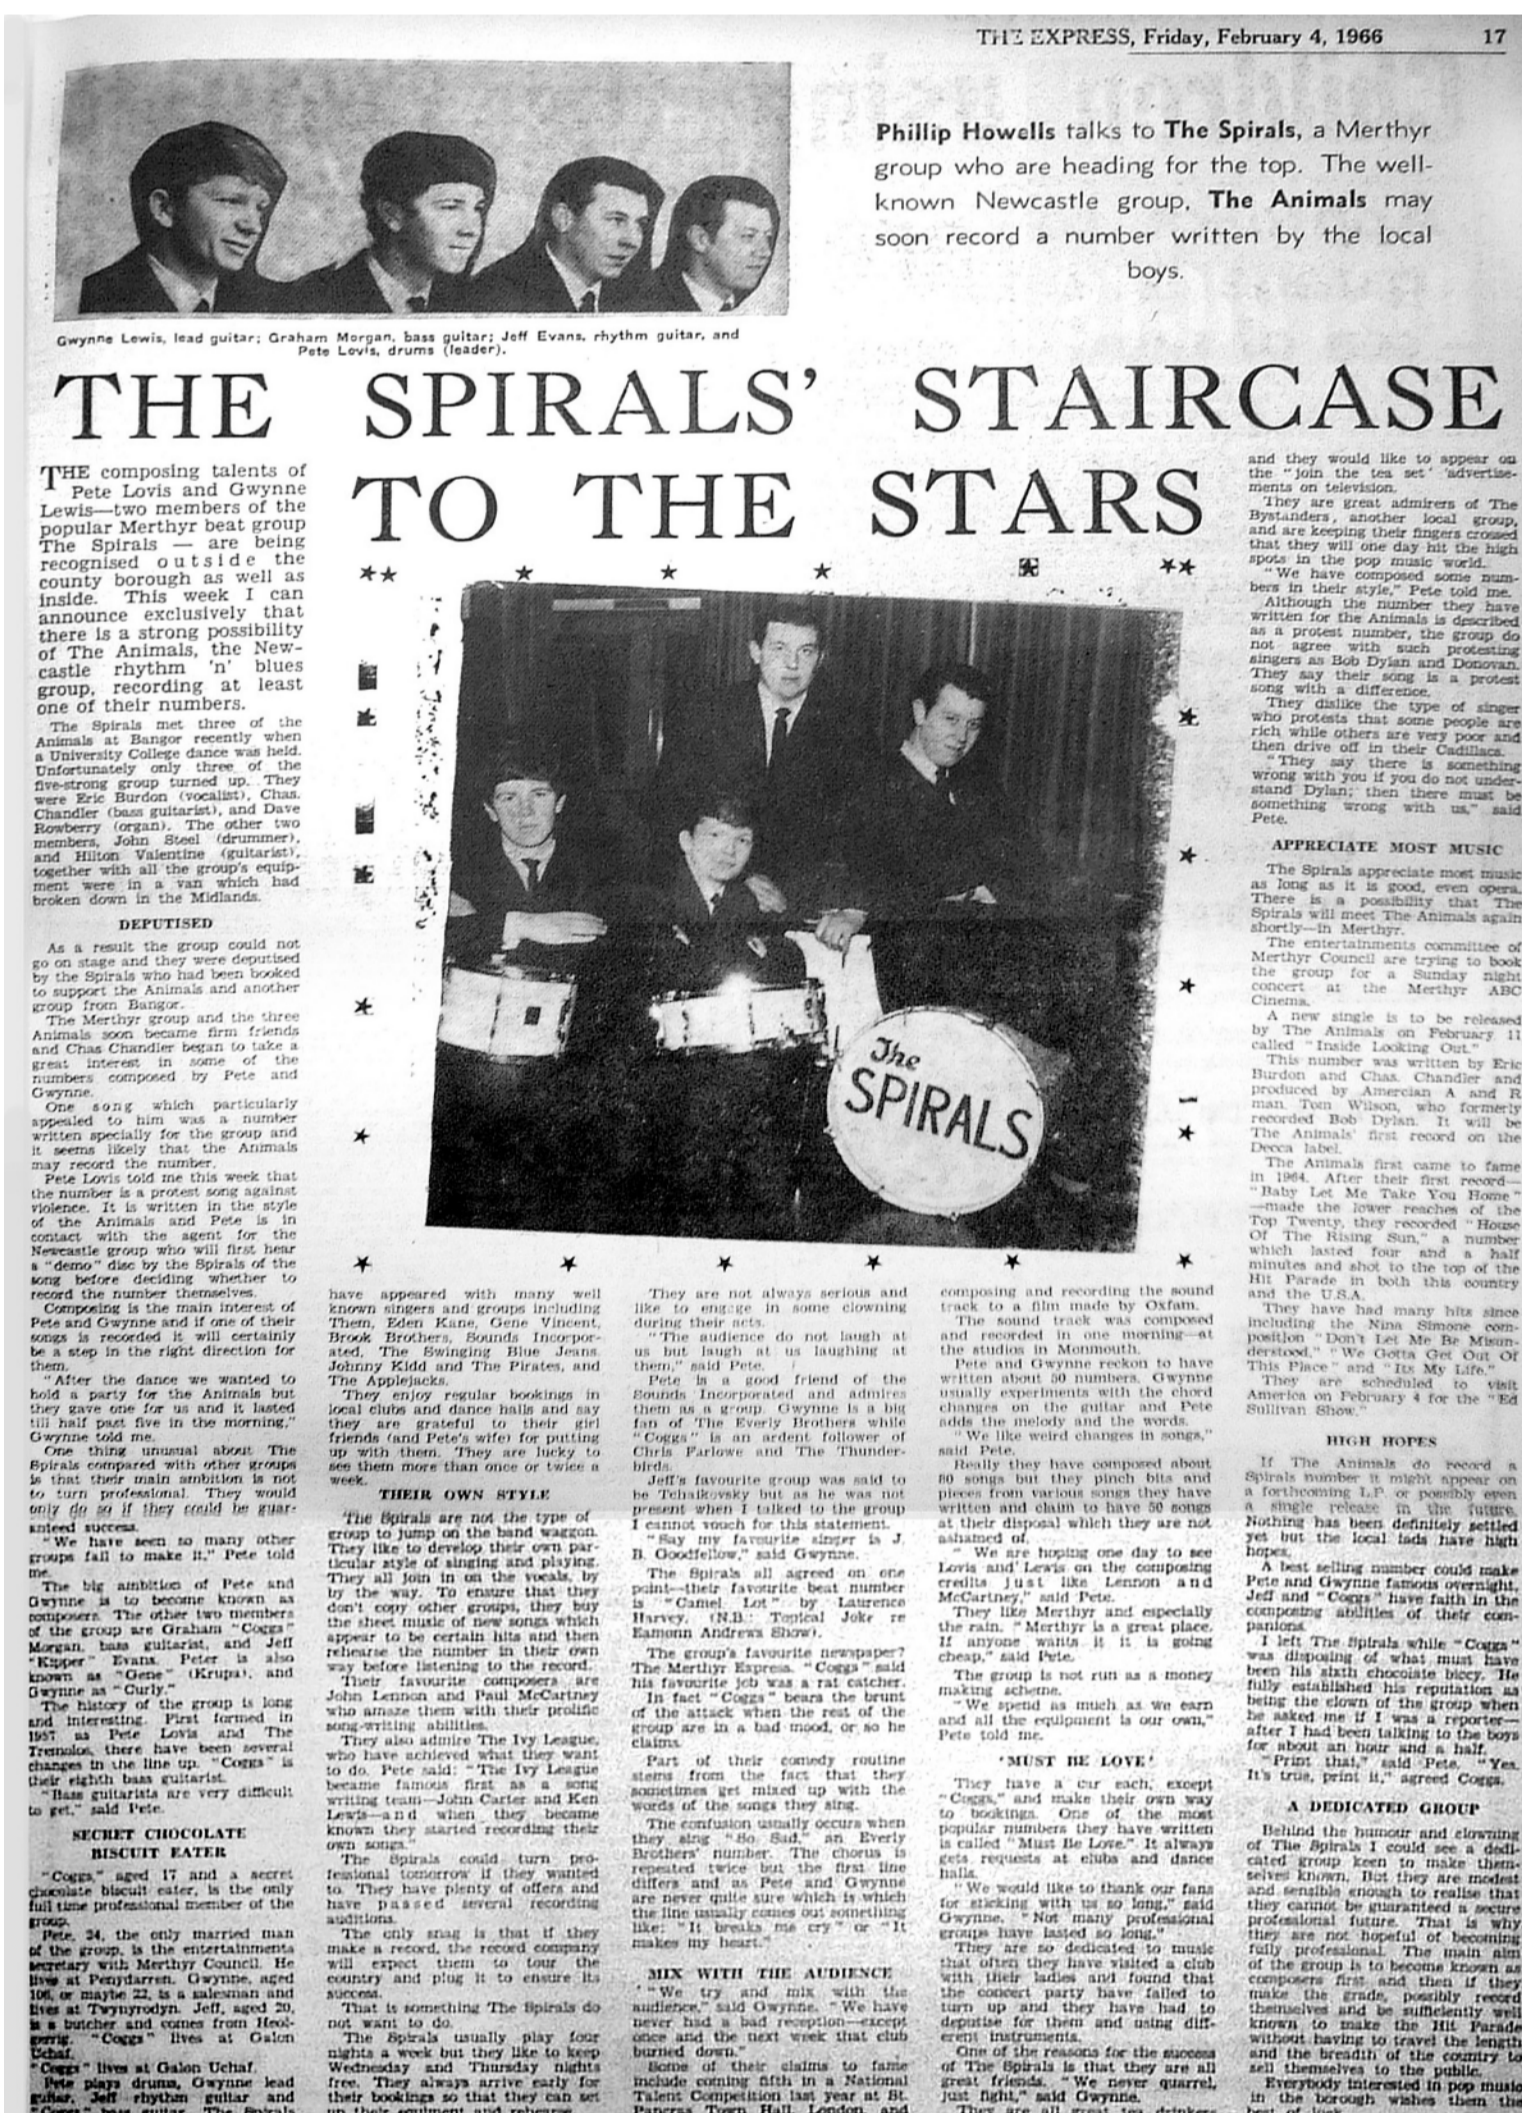 THE EXPRESS, Friday, February 4, 1966 17
Phillip Howells talks to The Spirals, a Merthyr
group who are heading for the top. The well-
known Newcastle group, The Animals may
soon record a number written by the local
boys.
Gwynne Lewis, lead guitar; Graham Morgan, bass guitar; Jeff Evans, rhythm guitar, and
Pete Lovis, drums (leader).
THE SPIRALS' STAIRCASE
TO THE STARS
THE composing talents of
Pete Lovis and Gwynne
Lewis—two members of the
popular Merthyr beat group
The Spirals — are being
recognised outside the
county borough as well as
inside. This week I can
announce exclusively that
there is a strong possibility
of The Animals, the New-
castle rhythm 'n' blues
group, recording at least
one of their numbers.
The Spirals met three of the
Animals at Bangor recently when
a University College dance was held.
Unfortunately only three of the
five-strong group turned up. They
were Eric Burdon (vocalist), Chas.
Chandler (bass guitarist), and Dave
Rowberry (organ). The other two
members, John Steel (drummer),
and Hilton Valentine (guitarist),
together with all the group's equip-
ment were in a van which had
broken down in the Midlands.
DEPUTISED
As a result the group could not
go on stage and they were deputised
by the Spirals who had been booked
to support the Animals and another
group from Bangor.
The Merthyr group and the three
Animals soon became firm friends
and Chas Chandler began to take a
great interest in some of the
numbers composed by Pete and
Gwynne.
One song which particularly
appealed to him was a number
written specially for the group and
it seems likely that the Animals
may record the number.
Pete Lovis told me this week that
the number is a protest song against
violence. It is written in the style
of the Animals and Pete is in
contact with the agent for the
Newcastle group who will first hear
a "demo" disc by the Spirals of the
song before deciding whether to
record the number themselves.
Composing is the main interest of
Pete and Gwynne and if one of their
songs is recorded it will certainly
be a step in the right direction for
them.
"After the dance we wanted to
hold a party for the Animals but
they gave one for us and it lasted
till half past five in the morning,"
Gwynne told me.
One thing unusual about The
Spirals compared with other groups
is that their main ambition is not
to turn professional. They would
only do so if they could be guar-
anteed success.
"We have seen so many other
groups fail to make it," Pete told
me.
The big ambition of Pete and
Gwynne is to become known as
composers. The other two members
of the group are Graham "Coggs"
Morgan, bass guitarist, and Jeff
"Kipper" Evans. Peter is also
known as "Gene" (Krupa), and
Gwynne as "Curly."
The history of the group is long
and interesting. First formed in
1957 as Pete Lovis and The
Tremolos, there have been several
changes in the line up. "Coggs" is
their eighth bass guitarist.
"Bass guitarists are very difficult
to get," said Pete.
SECRET CHOCOLATE
BISCUIT EATER
"Coggs," aged 17 and a secret
chocolate biscuit eater, is the only
full time professional member of the
group.
Pete, 24, the only married man
of the group, is the entertainments
secretary with Merthyr Council. He
lives at Penydarren. Gwynne, aged
106, or maybe 22, is a salesman and
lives at Twynyrodyn. Jeff, aged 20,
is a butcher and comes from Heol-
gerrig. "Coggs" lives at Galon
Uchaf.
"Coggs" lives at Galon Uchaf.
Pete plays drums, Gwynne lead
guitar, Jeff rhythm guitar and
"Coggs" bass guitar. The Spirals
have appeared with many well
known singers and groups including
Them, Eden Kane, Gene Vincent,
Brook Brothers, Sounds Incorpor-
ated, The Swinging Blue Jeans,
Johnny Kidd and The Pirates, and
The Applejacks.
They enjoy regular bookings in
local clubs and dance halls and say
they are grateful to their girl
friends (and Pete's wife) for putting
up with them. They are lucky to
see them more than once or twice a
week.
THEIR OWN STYLE
The Spirals are not the type of
group to jump on the band waggon.
They like to develop their own par-
ticular style of singing and playing.
They all join in on the vocals, by
by the way. To ensure that they
don't copy other groups, they buy
the sheet music of new songs which
appear to be certain hits and then
rehearse the number in their own
way before listening to the record.
Their favourite composers are
John Lennon and Paul McCartney
who amaze them with their prolific
song-writing abilities.
They also admire The Ivy League,
who have achieved what they want
to do. Pete said: "The Ivy League
became famous first as a song
writing team—John Carter and Ken
Lewis—and when they became
known they started recording their
own songs."
The Spirals could turn pro-
fessional tomorrow if they wanted
to. They have plenty of offers and
have passed several recording
auditions.
The only snag is that if they
make a record, the record company
will expect them to tour the
country and plug it to ensure its
success.
That is something The Spirals do
not want to do.
The Spirals usually play four
nights a week but they like to keep
Wednesday and Thursday nights
free. They always arrive early for
their bookings so that they can set
up their equipment and rehearse.
The
SPIRALS
They are not always serious and
like to engage in some clowning
during their acts.
"The audience do not laugh at
us but laugh at us laughing at
them," said Pete.
Pete is a good friend of the
Sounds Incorporated and admires
them as a group. Gwynne is a big
fan of The Everly Brothers while
"Coggs" is an ardent follower of
Chris Farlowe and The Thunder-
birds.
Jeff's favourite group was said to
be Tchaikovsky but as he was not
present when I talked to the group
I cannot vouch for this statement.
"Say my favourite singer is J.
B. Goodfellow," said Gwynne.
The Spirals all agreed on one
point—their favourite beat number
is "Camel Lot" by Laurence
Harvey. (N.B.: Topical Joke re
Eamonn Andrews Show).
The group's favourite newspaper?
The Merthyr Express. "Coggs" said
his favourite job was a rat catcher.
In fact "Coggs" bears the brunt
of the attack when the rest of the
group are in a bad mood, or so he
claims.
Part of their comedy routine
stems from the fact that they
sometimes get mixed up with the
words of the songs they sing.
The confusion usually occurs when
they sing "So Sad," an Everly
Brothers' number. The chorus is
repeated twice but the first line
differs and as Pete and Gwynne
are never quite sure which is which
the line usually comes out something
like: "It breaks me cry" or "It
makes my heart."
MIX WITH THE AUDIENCE
"We try and mix with the
audience," said Gwynne. "We have
never had a bad reception—except
once and the next week that club
burned down."
Some of their claims to fame
include coming fifth in a National
Talent Competition last year at St.
Pancras Town Hall, London, and
composing and recording the sound
track to a film made by Oxfam.
The sound track was composed
and recorded in one morning—at
the studios in Monmouth.
Pete and Gwynne reckon to have
written about 50 numbers. Gwynne
usually experiments with the chord
changes on the guitar and Pete
adds the melody and the words.
"We like weird changes in songs,"
said Pete.
Really they have composed about
80 songs but they pinch bits and
pieces from various songs they have
written and claim to have 50 songs
at their disposal which they are not
ashamed of.
"We are hoping one day to see
Lovis and Lewis on the composing
credits just like Lennon and
McCartney," said Pete.
They like Merthyr and especially
the rain. "Merthyr is a great place.
If anyone wants it it is going
cheap," said Pete.
The group is not run as a money
making scheme.
"We spend as much as we earn
and all the equipment is our own,"
Pete told me.
'MUST BE LOVE'
They have a car each, except
"Coggs," and make their own way
to bookings. One of the most
popular numbers they have written
is called "Must Be Love". It always
gets requests at clubs and dance
halls.
"We would like to thank our fans
for sticking with us so long," said
Gwynne. "Not many professional
groups have lasted so long."
They are so dedicated to music
that often they have visited a club
with their ladies and found that
the concert party have failed to
turn up and they have had to
deputise for them and using diff-
erent instruments.
One of the reasons for the success
of The Spirals is that they are all
great friends. "We never quarrel,
just fight," said Gwynne.
They are all great tea drinkers
and they would like to appear on
the "join the tea set' 'advertise-
ments on television.
They are great admirers of The
Bystanders, another local group,
and are keeping their fingers crossed
that they will one day hit the high
spots in the pop music world.
"We have composed some num-
bers in their style," Pete told me.
Although the number they have
written for the Animals is described
as a protest number, the group do
not agree with such protesting
singers as Bob Dylan and Donovan.
They say their song is a protest
song with a difference.
They dislike the type of singer
who protests that some people are
rich while others are very poor and
then drive off in their Cadillacs.
"They say there is something
wrong with you if you do not under-
stand Dylan; then there must be
something wrong with us," said
Pete.
APPRECIATE MOST MUSIC
The Spirals appreciate most music
as long as it is good, even opera.
There is a possibility that The
Spirals will meet The Animals again
shortly—in Merthyr.
The entertainments committee of
Merthyr Council are trying to book
the group for a Sunday night
concert at the Merthyr ABC
Cinema.
A new single is to be released
by The Animals on February 11
called "Inside Looking Out."
This number was written by Eric
Burdon and Chas. Chandler and
produced by Amercian A and R
man, Tom Wilson, who formerly
recorded Bob Dylan. It will be
The Animals' first record on the
Decca label.
The Animals first came to fame
in 1964. After their first record—
"Baby Let Me Take You Home"
—made the lower reaches of the
Top Twenty, they recorded "House
Of The Rising Sun," a number
which lasted four and a half
minutes and shot to the top of the
Hit Parade in both this country
and the U.S.A.
They have had many hits since
including the Nina Simone com-
position "Don't Let Me Be Misun-
derstood," "We Gotta Get Out Of
This Place" and "Its My Life."
They are scheduled to visit
America on February 4 for the "Ed
Sullivan Show."
HIGH HOPES
If The Animals do record a
Spirals number it might appear on
a forthcoming L.P. or possibly even
a single release in the future.
Nothing has been definitely settled
yet but the local lads have high
hopes.
A best selling number could make
Pete and Gwynne famous overnight.
Jeff and "Coggs" have faith in the
composing abilities of their com-
panions.
I left The Spirals while "Coggs"
was disposing of what must have
been his sixth chocolate biccy. He
fully established his reputation as
being the clown of the group when
he asked me if I was a reporter—
after I had been talking to the boys
for about an hour and a half.
"Print that," said Pete. "Yes.
It's true, print it," agreed Coggs.
A DEDICATED GROUP
Behind the humour and clowning
of The Spirals I could see a dedi-
cated group keen to make them-
selves known. But they are modest
and sensible enough to realise that
they cannot be guaranteed a secure
professional future. That is why
they are not hopeful of becoming
fully professional. The main aim
of the group is to become known as
composers first and then if they
make the grade, possibly record
themselves and be sufficiently well
known to make the Hit Parade
without having to travel the length
and the breadth of the country to
sell themselves to the public.
Everybody interested in pop music
in the borough wishes them the
best of luck.